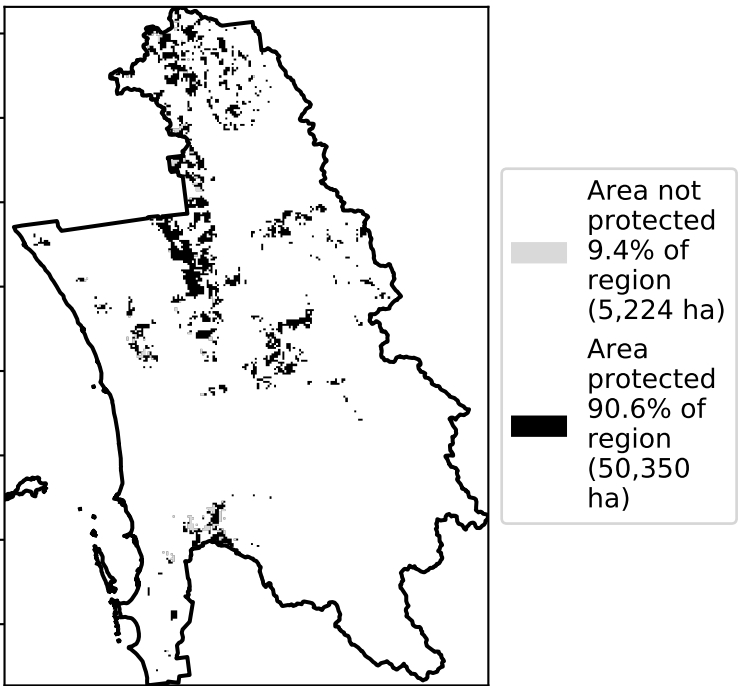 Area not
protected
9.4% of
region
(5,224 ha)
Area
protected
90.6% of
region
(50,350
ha)